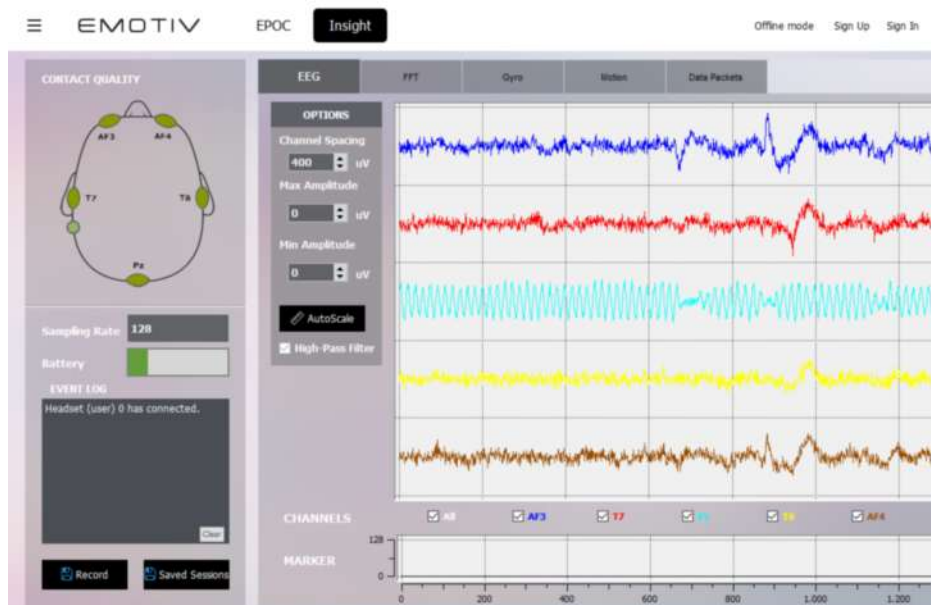 EMOTIV
EPOC
Insight
Offline mode
Sign Up
Sign In
CONTACT QUALITY
AF3
AF4
T7
T8
Pz
Sampling Rate 128
Battery
EVENT LOG
Headset (user) 0 has connected.
Clear
Record
Saved Sessions
EEG
FFT
Gyro
Motion
Data Packets
OPTIONS
Channel Spacing
400 uV
Max Amplitude
0 uV
Min Amplitude
0 uV
AutoScale
High-Pass Filter
CHANNELS
All
AF3
T7
T8
AF4
MARKER
128
0
0 200 400 600 800 1.000 1.200